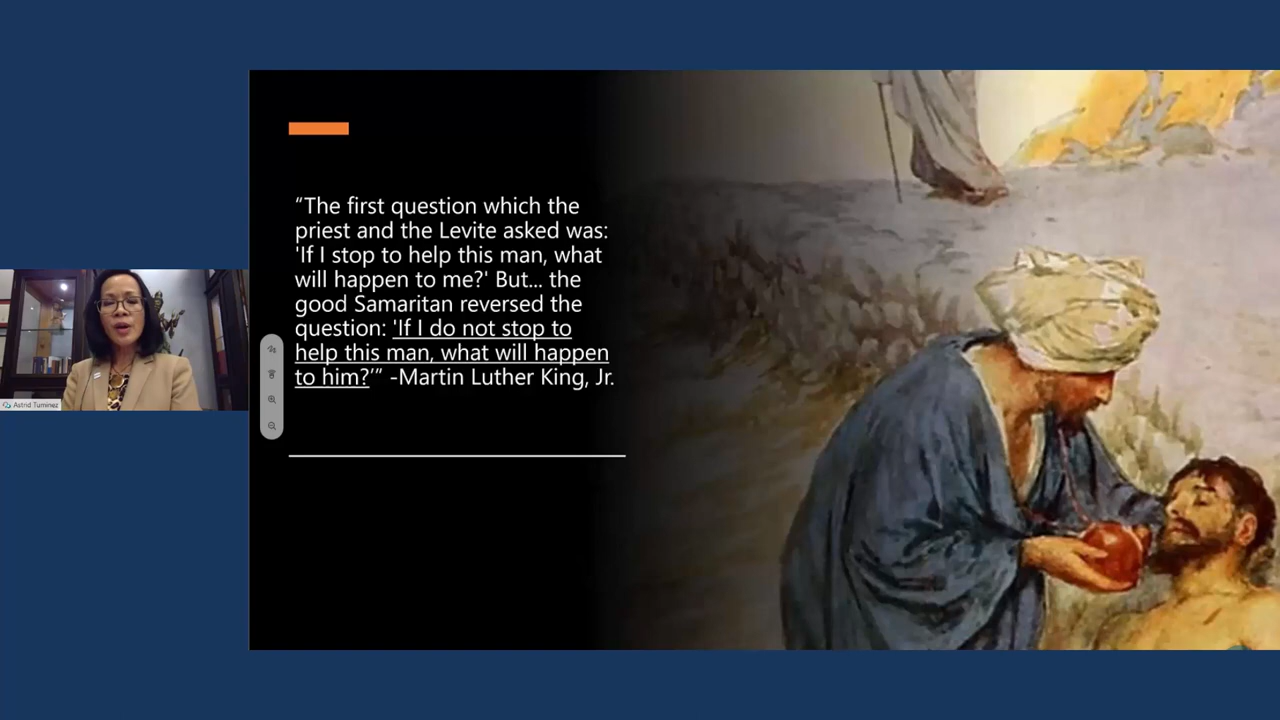 “The first question which the
priest and the Levite asked was:
'If I stop to help this man, what
will happen to me?' But... the
good Samaritan reversed the
question: 'If I do not stop to
help this man, what will happen
to him?’” -Martin Luther King, Jr.
Astrid Tuminez